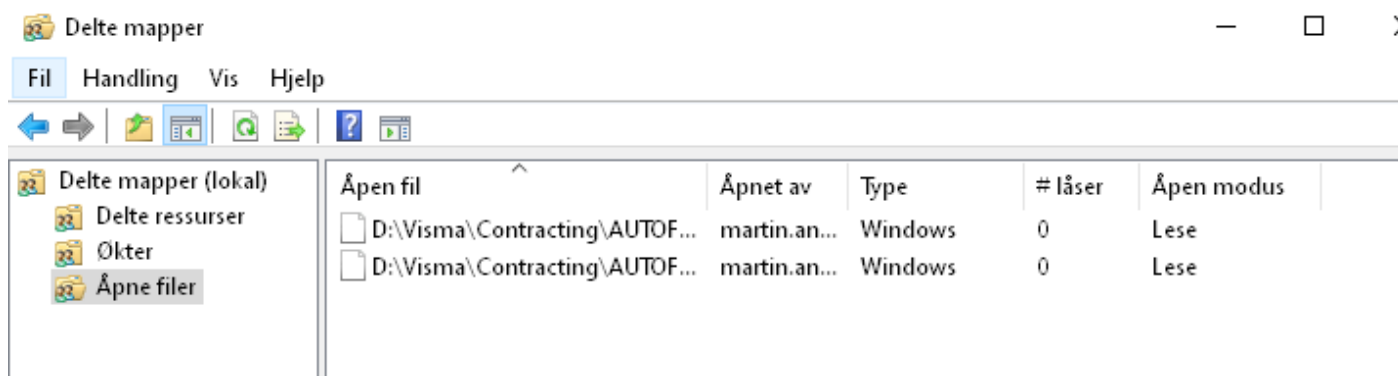 Delte mapper
Fil Handling Vis Hjelp
Delte mapper (lokal)
Delte ressurser
Økter
Åpne filer
Åpen fil Åpnet av Type # låser Åpen modus
D:\Visma\Contracting\AUTOF... martin.an... Windows 0 Lese
D:\Visma\Contracting\AUTOF... martin.an... Windows 0 Lese